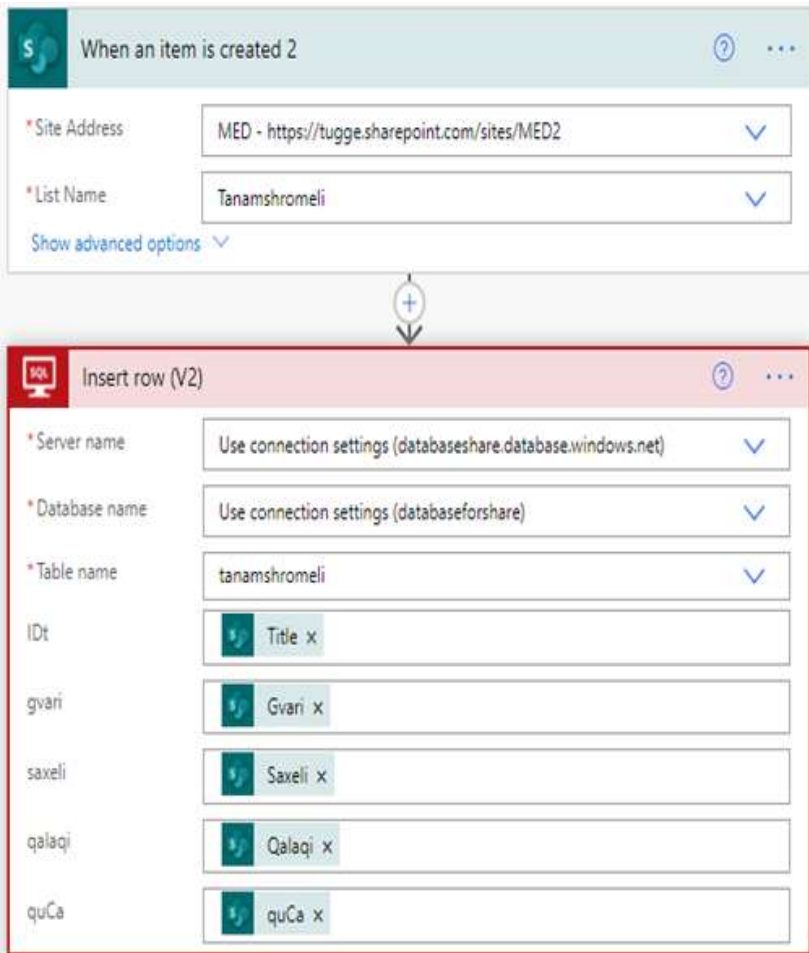 When an item is created 2
* Site Address MED - https://tugge.sharepoint.com/sites/MED2
* List Name Tanamshromeli
Show advanced options
SQL Insert row (V2)
* Server name Use connection settings (databaseshare.database.windows.net)
* Database name Use connection settings (databaseforshare)
* Table name tanamshromeli
IDt Title ×
gvari Gvari ×
saxeli Saxeli ×
qalaqi Qalaqi ×
quCa quCa ×